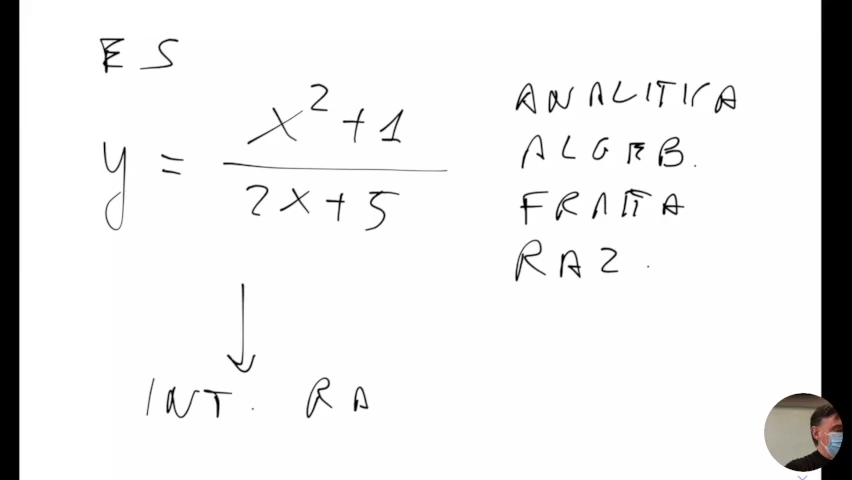 ES
y = x²+1 / 2x+5
ANALITICA
ALGEB.
FRATTA
RAZ.
INT. RA